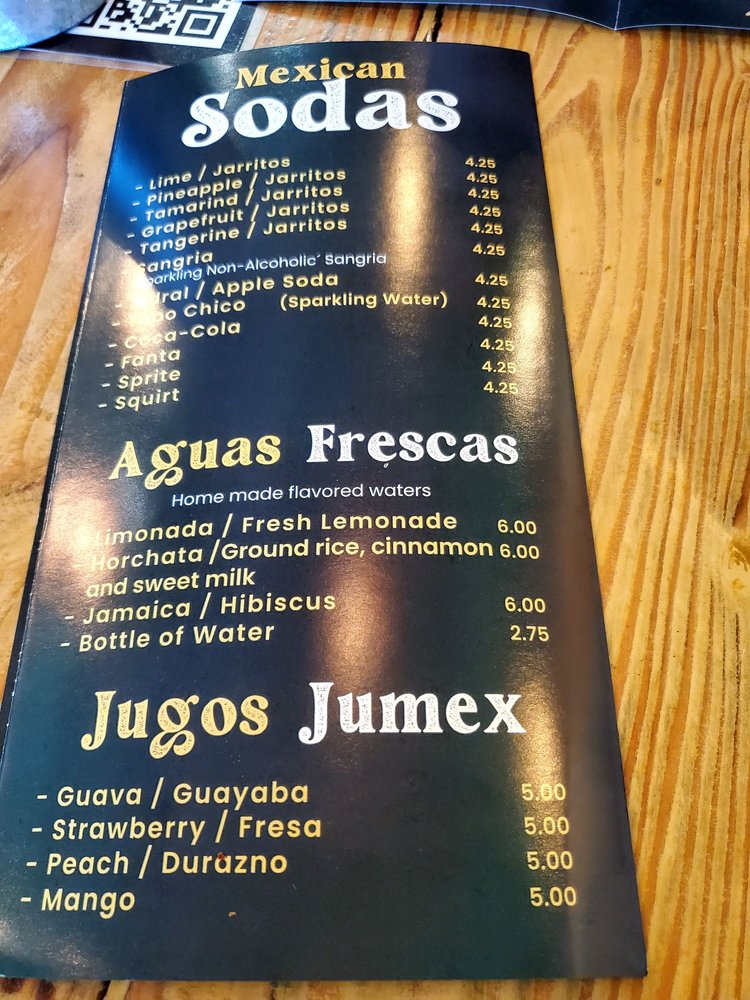 Mexican
Sodas
- Lime / Jarritos 4.25
- Pineapple / Jarritos 4.25
- Tamarind / Jarritos 4.25
- Grapefruit / Jarritos 4.25
- Tangerine / Jarritos 4.25
- Sangria 4.25
Sparkling Non-Alcoholic Sangria
- Sidral / Apple Soda 4.25
- Topo Chico (Sparkling Water) 4.25
- Coca-Cola 4.25
- Fanta 4.25
- Sprite 4.25
- Squirt 4.25
Aguas Frescas
Home made flavored waters
- Limonada / Fresh Lemonade 6.00
- Horchata /Ground rice, cinnamon 6.00
and sweet milk
- Jamaica / Hibiscus 6.00
- Bottle of Water 2.75
Jugos Jumex
- Guava / Guayaba 5.00
- Strawberry / Fresa 5.00
- Peach / Durazno 5.00
- Mango 5.00